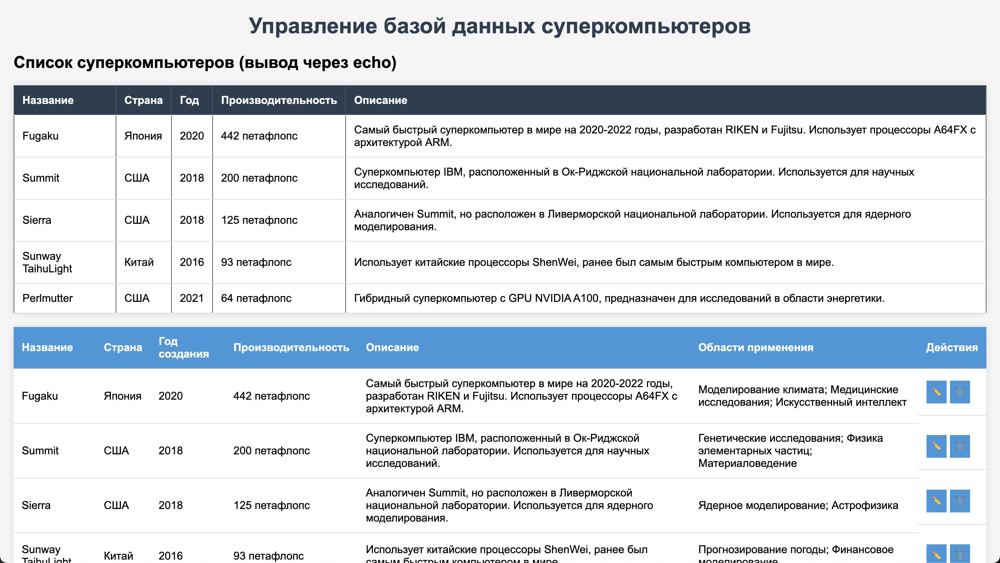 Управление базой данных суперкомпьютеров
Список суперкомпьютеров (вывод через echo)
Название Страна Год Производительность Описание
Fugaku Япония 2020 442 петафлопс Самый быстрый суперкомпьютер в мире на 2020-2022 годы, разработан RIKEN и Fujitsu. Использует процессоры A64FX с
архитектурой ARM.
Summit США 2018 200 петафлопс Суперкомпьютер IBM, расположенный в Ок-Риджской национальной лаборатории. Используется для научных
исследований.
Sierra США 2018 125 петафлопс Аналогичен Summit, но расположен в Ливерморской национальной лаборатории. Используется для ядерного
моделирования.
Sunway
TaihuLight
Китай 2016 93 петафлопс Использует китайские процессоры ShenWei, ранее был самым быстрым компьютером в мире.
Perlmutter США 2021 64 петафлопс Гибридный суперкомпьютер с GPU NVIDIA A100, предназначен для исследований в области энергетики.
Название Страна Год
создания
Производительность Описание Области применения Действия
Fugaku Япония 2020 442 петафлопс
Самый быстрый суперкомпьютер в мире на 2020-2022 годы,
разработан RIKEN и Fujitsu. Использует процессоры A64FX с
архитектурой ARM.
Моделирование климата; Медицинские
исследования; Искусственный интеллект
Summit США 2018 200 петафлопс
Суперкомпьютер IBM, расположенный в Ок-Риджской
национальной лаборатории. Используется для научных
исследований.
Генетические исследования; Физика
элементарных частиц;
Материаловедение
Sierra США 2018 125 петафлопс
Аналогичен Summit, но расположен в Ливерморской
национальной лаборатории. Используется для ядерного
моделирования.
Ядерное моделирование; Астрофизика
Sunway
TaihuLight
Китай 2016 93 петафлопс
Использует китайские процессоры ShenWei, ранее был
самым быстрым компьютером в мире.
Прогнозирование погоды; Финансовое
моделирование